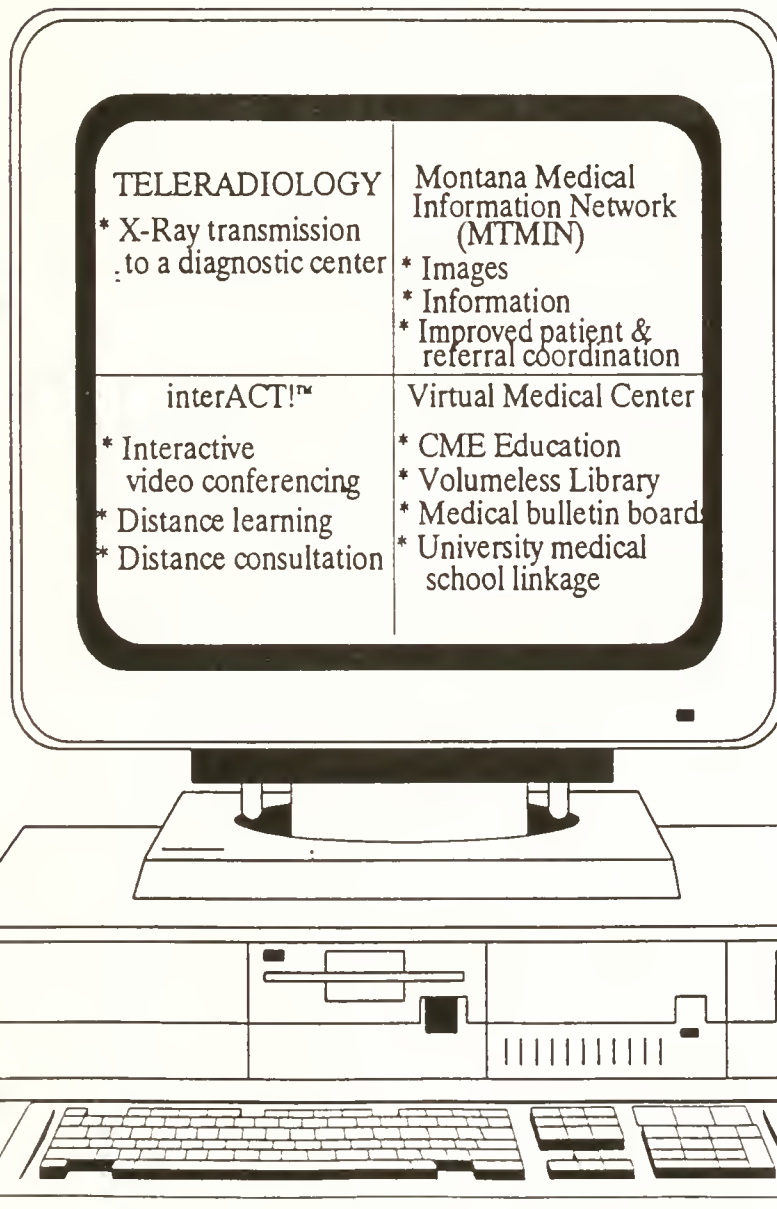 TELERADIOLOGY
* X-Ray transmission
to a diagnostic center
Montana Medical
Information Network
(MTMIN)
* Images
* Information
* Improved patient &
referral coordination
interACT!™
* Interactive
video conferencing
* Distance learning
* Distance consultation
Virtual Medical Center
* CME Education
* Volumeless Library
* Medical bulletin boards
* University medical
school linkage